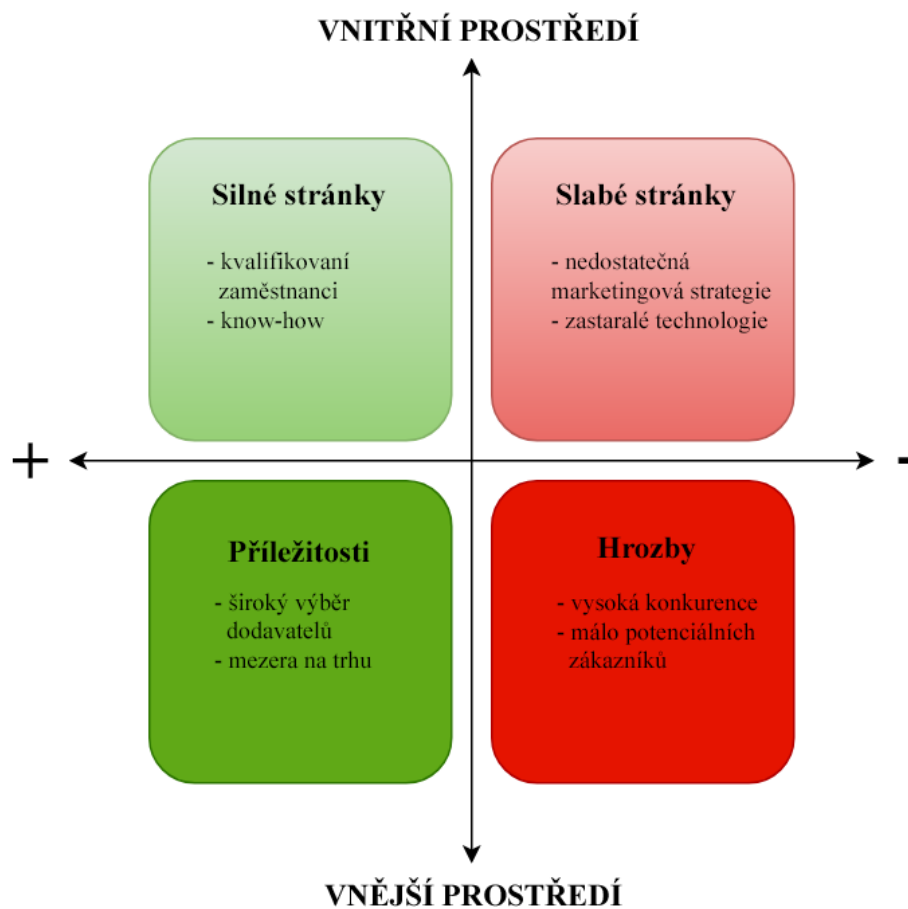 VNITŘNÍ PROSTŘEDÍ
Silné stránky
- kvalifikovaní
zaměstnanci
- know-how
Slabé stránky
- nedostatečná
marketingová strategie
- zastaralé technologie
+
-
Příležitosti
- široký výběr
dodavatelů
- mezera na trhu
Hrozby
- vysoká konkurence
- málo potenciálních
zákazníků
VNĚJŠÍ PROSTŘEDÍ